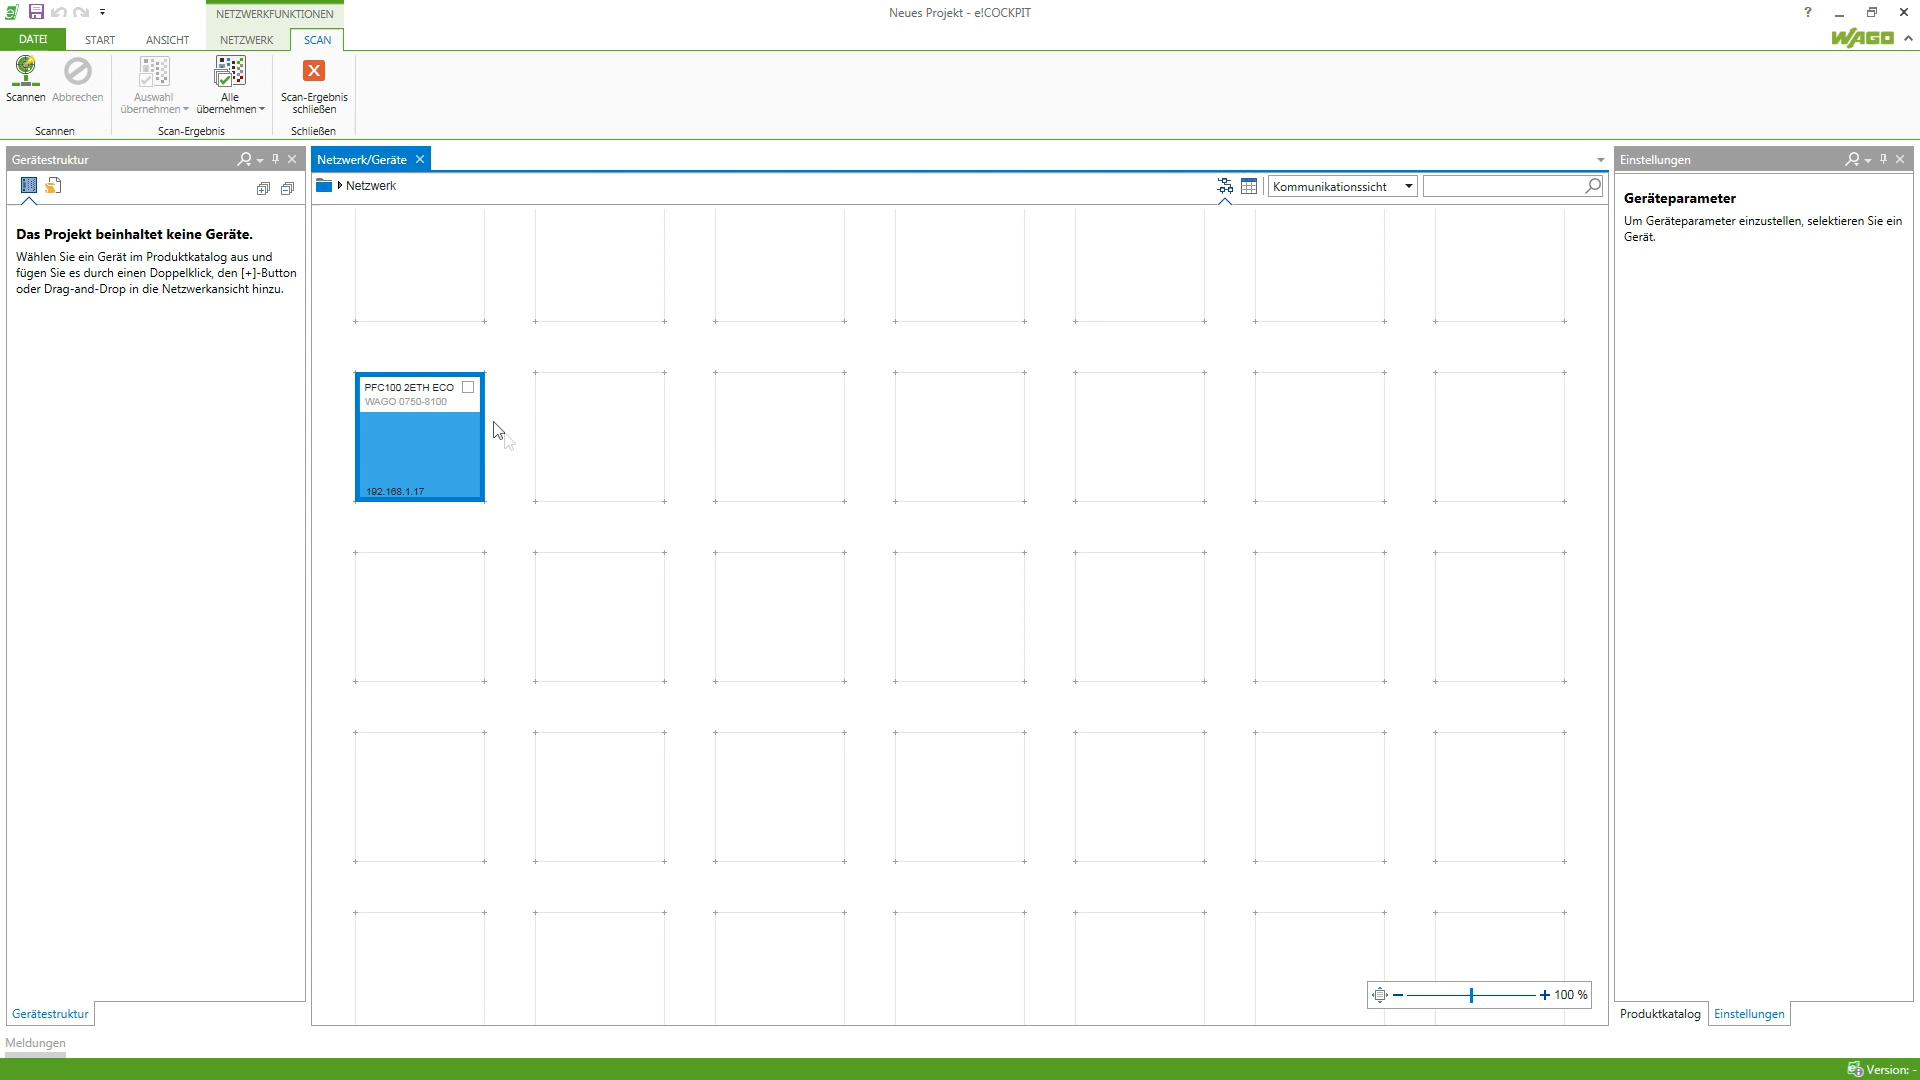 NETZWERKFUNKTIONEN
Neues Projekt - e!COCKPIT
?
DATEI
START
ANSICHT
NETZWERK
SCAN
WAGO
Scannen
Abbrechen
Auswahl
übernehmen
Alle
übernehmen
Scan-Ergebnis
schließen
Scannen
Scan-Ergebnis
Schließen
Gerätestruktur
Netzwerk/Geräte
Einstellungen
Netzwerk
Kommunikationssicht
Das Projekt beinhaltet keine Geräte.
Wählen Sie ein Gerät im Produktkatalog aus und
fügen Sie es durch einen Doppelklick, den [+]-Button
oder Drag-and-Drop in die Netzwerkansicht hinzu.
Geräteparameter
Um Geräteparameter einzustellen, selektieren Sie ein
Gerät.
PFC100 2ETH ECO
WAGO 0750-8100
192.168.1.17
100 %
Gerätestruktur
Produktkatalog
Einstellungen
Meldungen
Version: -